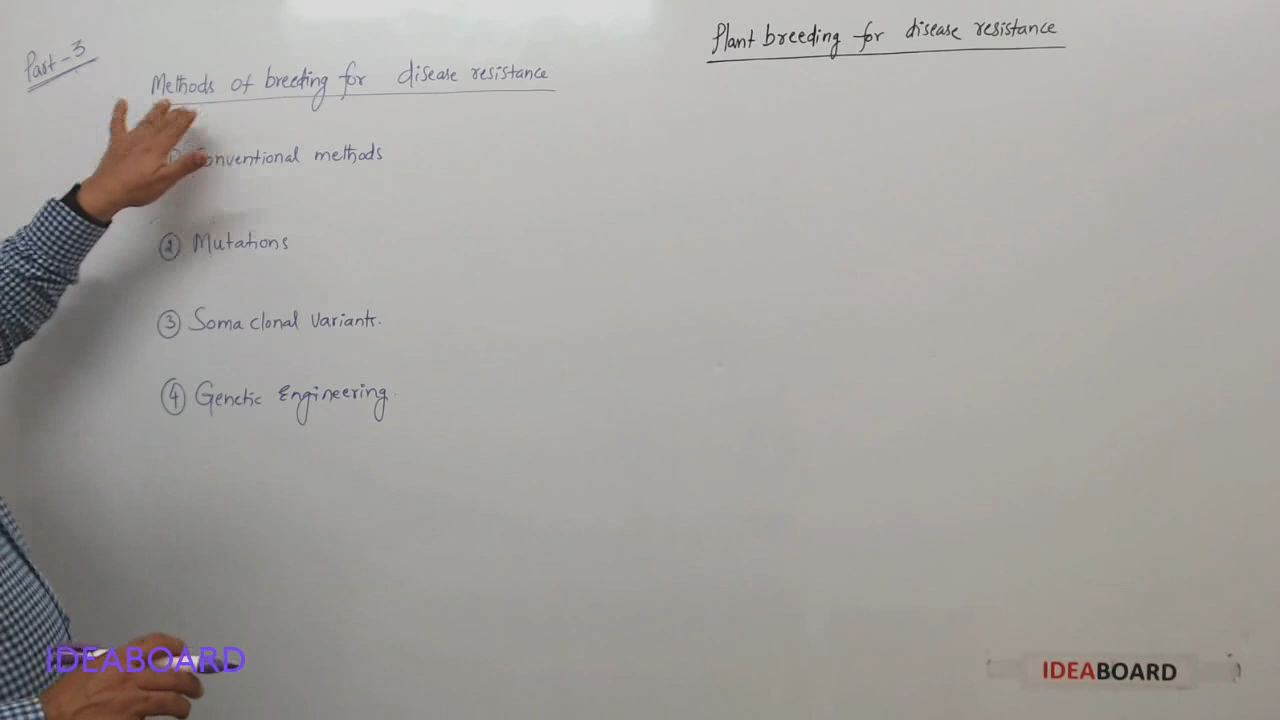 Part-3
Plant breeding for disease resistance
Methods of breeding for disease resistance
Conventional methods
② Mutations
③ Soma clonal Variants.
④ Genetic Engineering.
IDEABOARD
IDEABOARD